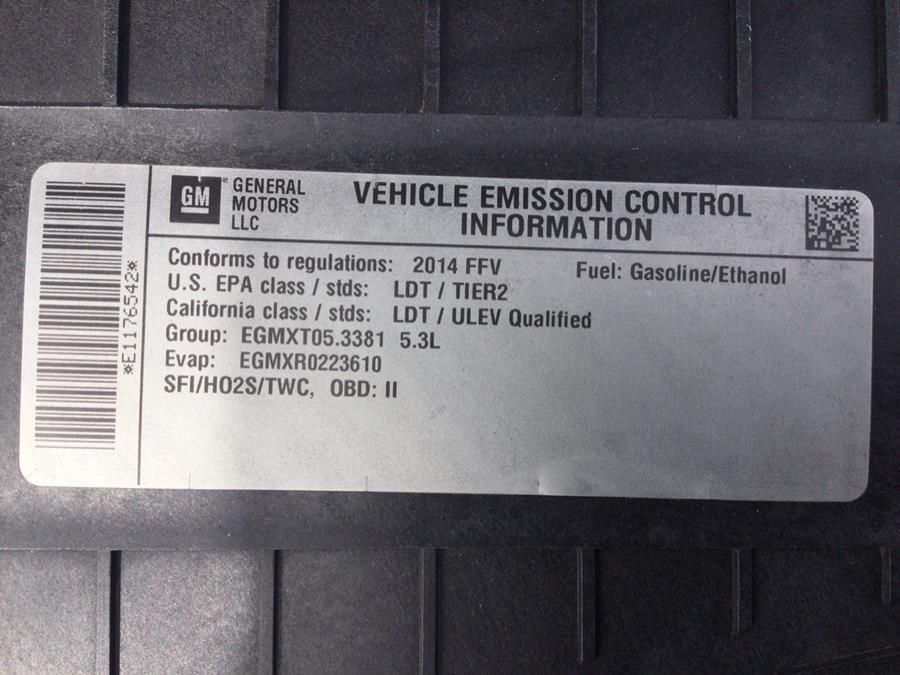 *E1176542*
GM
GENERAL
MOTORS
LLC
VEHICLE EMISSION CONTROL
INFORMATION
Conforms to regulations: 2014 FFV
Fuel: Gasoline/Ethanol
U.S. EPA class / stds: LDT / TIER2
California class / stds: LDT / ULEV Qualified
Group: EGMXT05.3381 5.3L
Evap: EGMXR0223610
SFI/HO2S/TWC, OBD: II